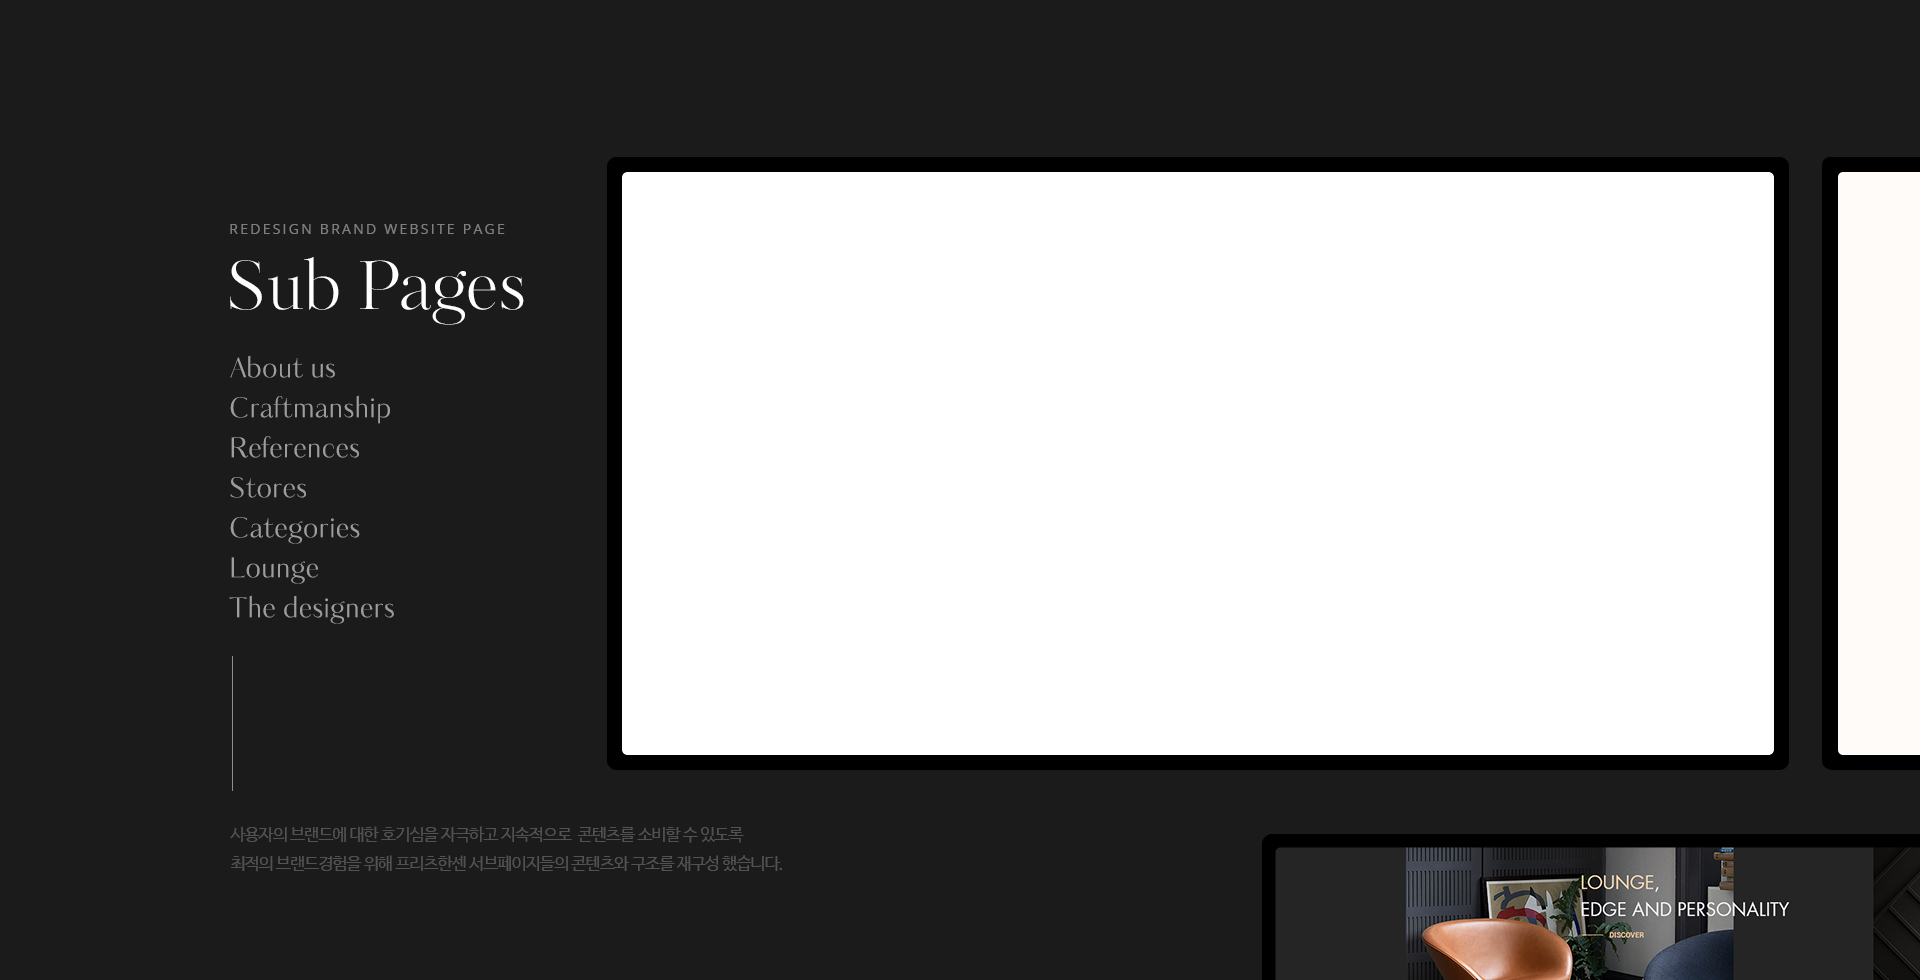 REDESIGN BRAND WEBSITE PAGE
Sub Pages
About us
Craftmanship
References
Stores
Categories
Lounge
The designers
사용자의 브랜드에 대한 호기심을 자극하고 지속적으로 콘텐츠를 소비할 수 있도록
최적의 브랜드경험을 위해 프리츠한센 서브페이지들의 콘텐츠와 구조를 재구성 했습니다.
LOUNGE,
EDGE AND PERSONALITY
DISCOVER